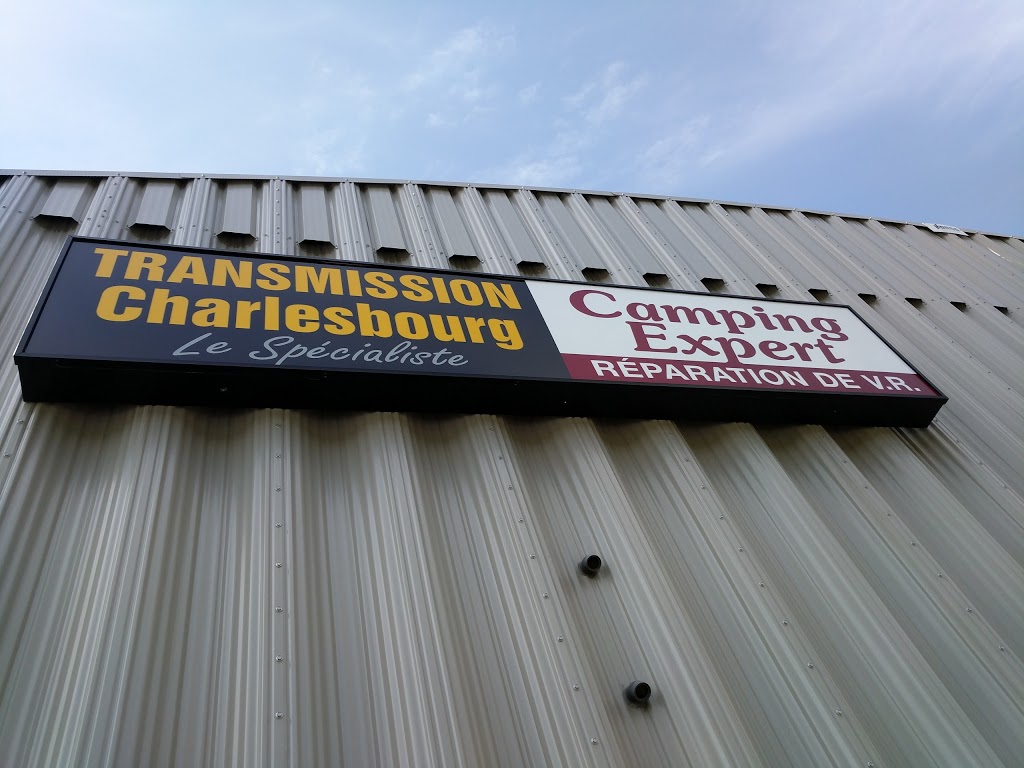 TRANSMISSION
Charlesbourg
Le Spécialiste
Camping
Expert
RÉPARATION DE V.R.